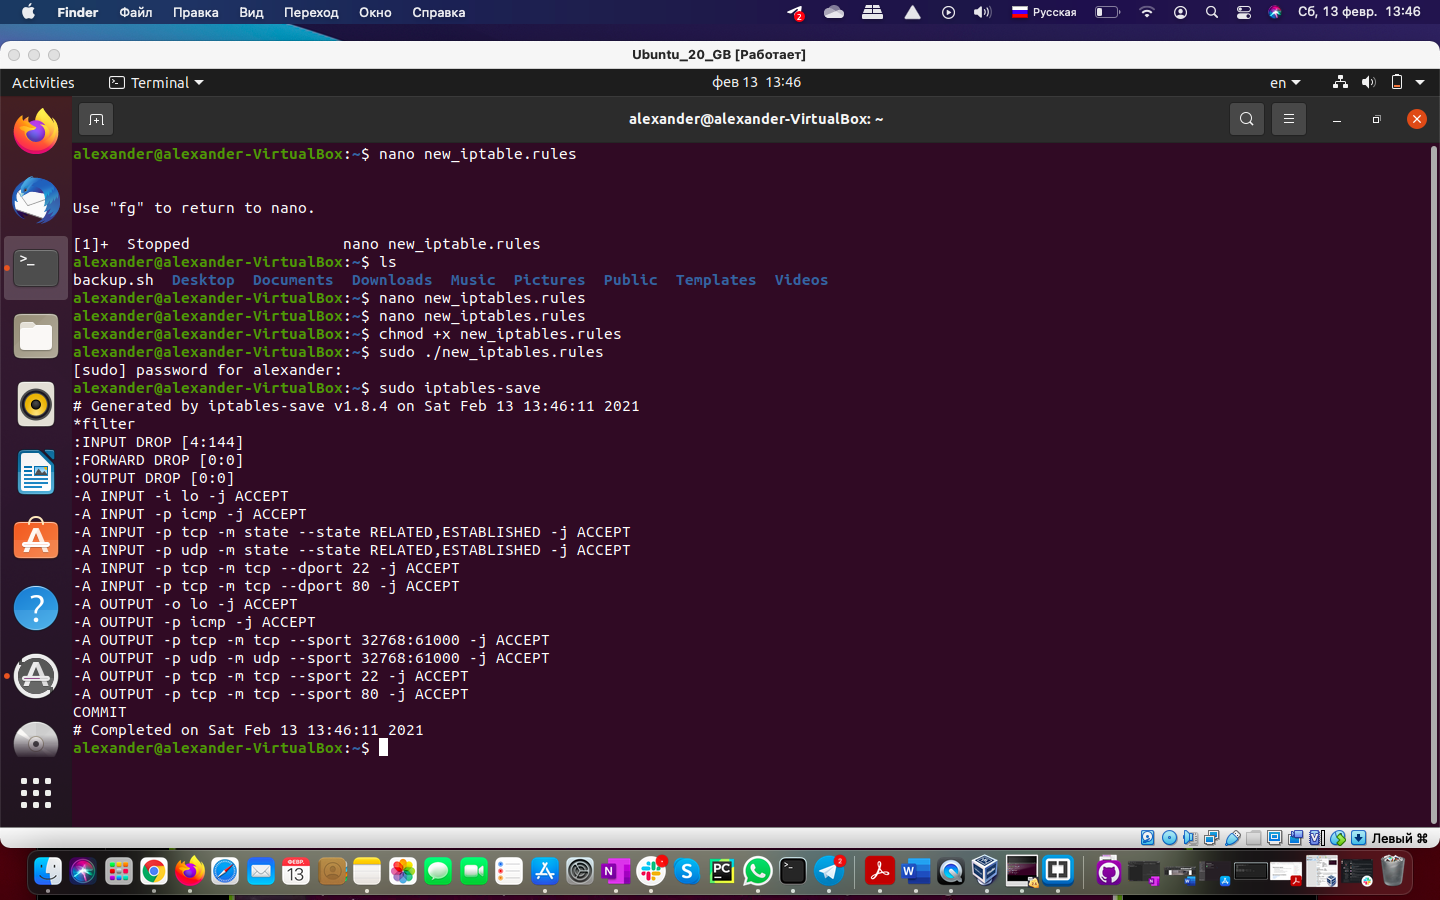 Finder Файл Правка Вид Переход Окно Справка 2 Русская Сб, 13 февр. 13:46
Ubuntu_20_GB [Работает]
Activities Terminal фев 13 13:46 en
alexander@alexander-VirtualBox: ~
alexander@alexander-VirtualBox:~$ nano new_iptable.rules
Use "fg" to return to nano.
[1]+  Stopped                 nano new_iptable.rules
alexander@alexander-VirtualBox:~$ ls
backup.sh  Desktop  Documents  Downloads  Music  Pictures  Public  Templates  Videos
alexander@alexander-VirtualBox:~$ nano new_iptables.rules
alexander@alexander-VirtualBox:~$ nano new_iptables.rules
alexander@alexander-VirtualBox:~$ chmod +x new_iptables.rules
alexander@alexander-VirtualBox:~$ sudo ./new_iptables.rules
[sudo] password for alexander:
alexander@alexander-VirtualBox:~$ sudo iptables-save
# Generated by iptables-save v1.8.4 on Sat Feb 13 13:46:11 2021
*filter
:INPUT DROP [4:144]
:FORWARD DROP [0:0]
:OUTPUT DROP [0:0]
-A INPUT -i lo -j ACCEPT
-A INPUT -p icmp -j ACCEPT
-A INPUT -p tcp -m state --state RELATED,ESTABLISHED -j ACCEPT
-A INPUT -p udp -m state --state RELATED,ESTABLISHED -j ACCEPT
-A INPUT -p tcp -m tcp --dport 22 -j ACCEPT
-A INPUT -p tcp -m tcp --dport 80 -j ACCEPT
-A OUTPUT -o lo -j ACCEPT
-A OUTPUT -p icmp -j ACCEPT
-A OUTPUT -p tcp -m tcp --sport 32768:61000 -j ACCEPT
-A OUTPUT -p udp -m udp --sport 32768:61000 -j ACCEPT
-A OUTPUT -p tcp -m tcp --sport 22 -j ACCEPT
-A OUTPUT -p tcp -m tcp --sport 80 -j ACCEPT
COMMIT
# Completed on Sat Feb 13 13:46:11 2021
alexander@alexander-VirtualBox:~$
Левый ⌘
ФЕВР.
13
2